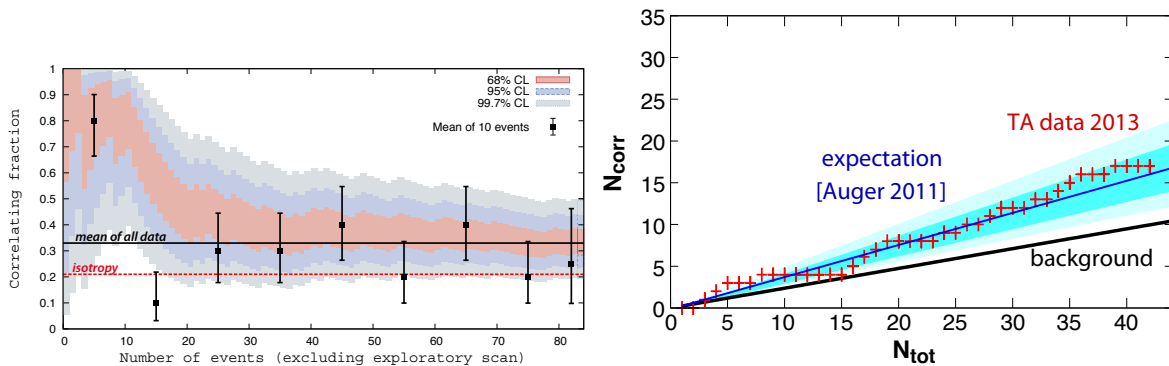 1
0.9
0.8
0.7
0.6
0.5
0.4
0.3
0.2
0.1
0
Correlating fraction
68% CL
95% CL
99.7% CL
Mean of 10 events
mean of all data
isotropy
0 10 20 30 40 50 60 70 80
Number of events (excluding exploratory scan)
35
30
25
20
15
10
5
0
Ncorr
TA data 2013
expectation
[Auger 2011]
background
0 5 10 15 20 25 30 35 40
Ntot